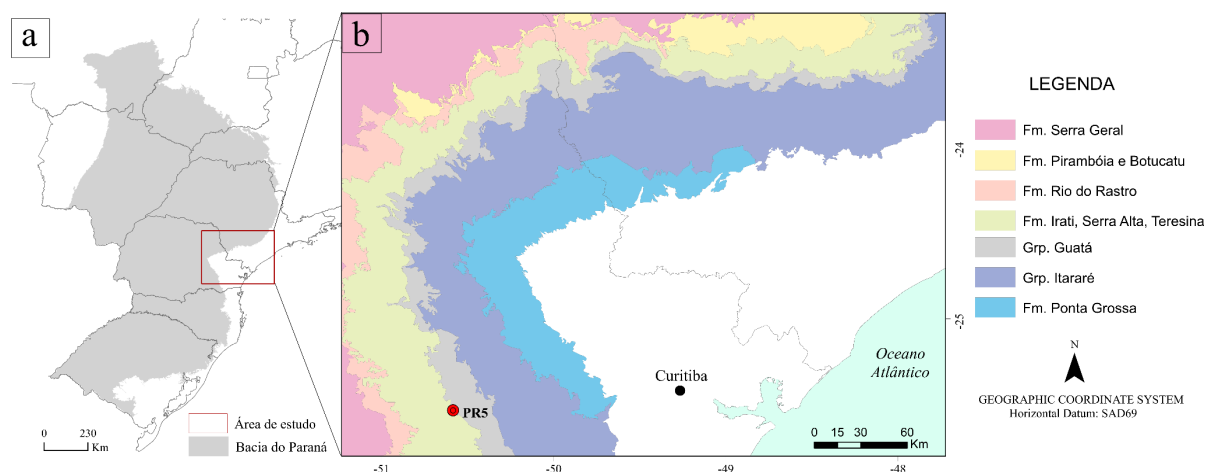 a
b
Área de estudo
Bacia do Paraná
0 230
Km
PR5
Curitiba
Oceano
Atlântico
0 15 30 45 60
Km
-51 -50 -49 -48
-24
-25
LEGENDA
Fm. Serra Geral
Fm. Pirambóia e Botucatu
Fm. Rio do Rastro
Fm. Irati, Serra Alta, Teresina
Grp. Guatá
Grp. Itararé
Fm. Ponta Grossa
N
GEOGRAPHIC COORDINATE SYSTEM
Horizontal Datum: SAD69